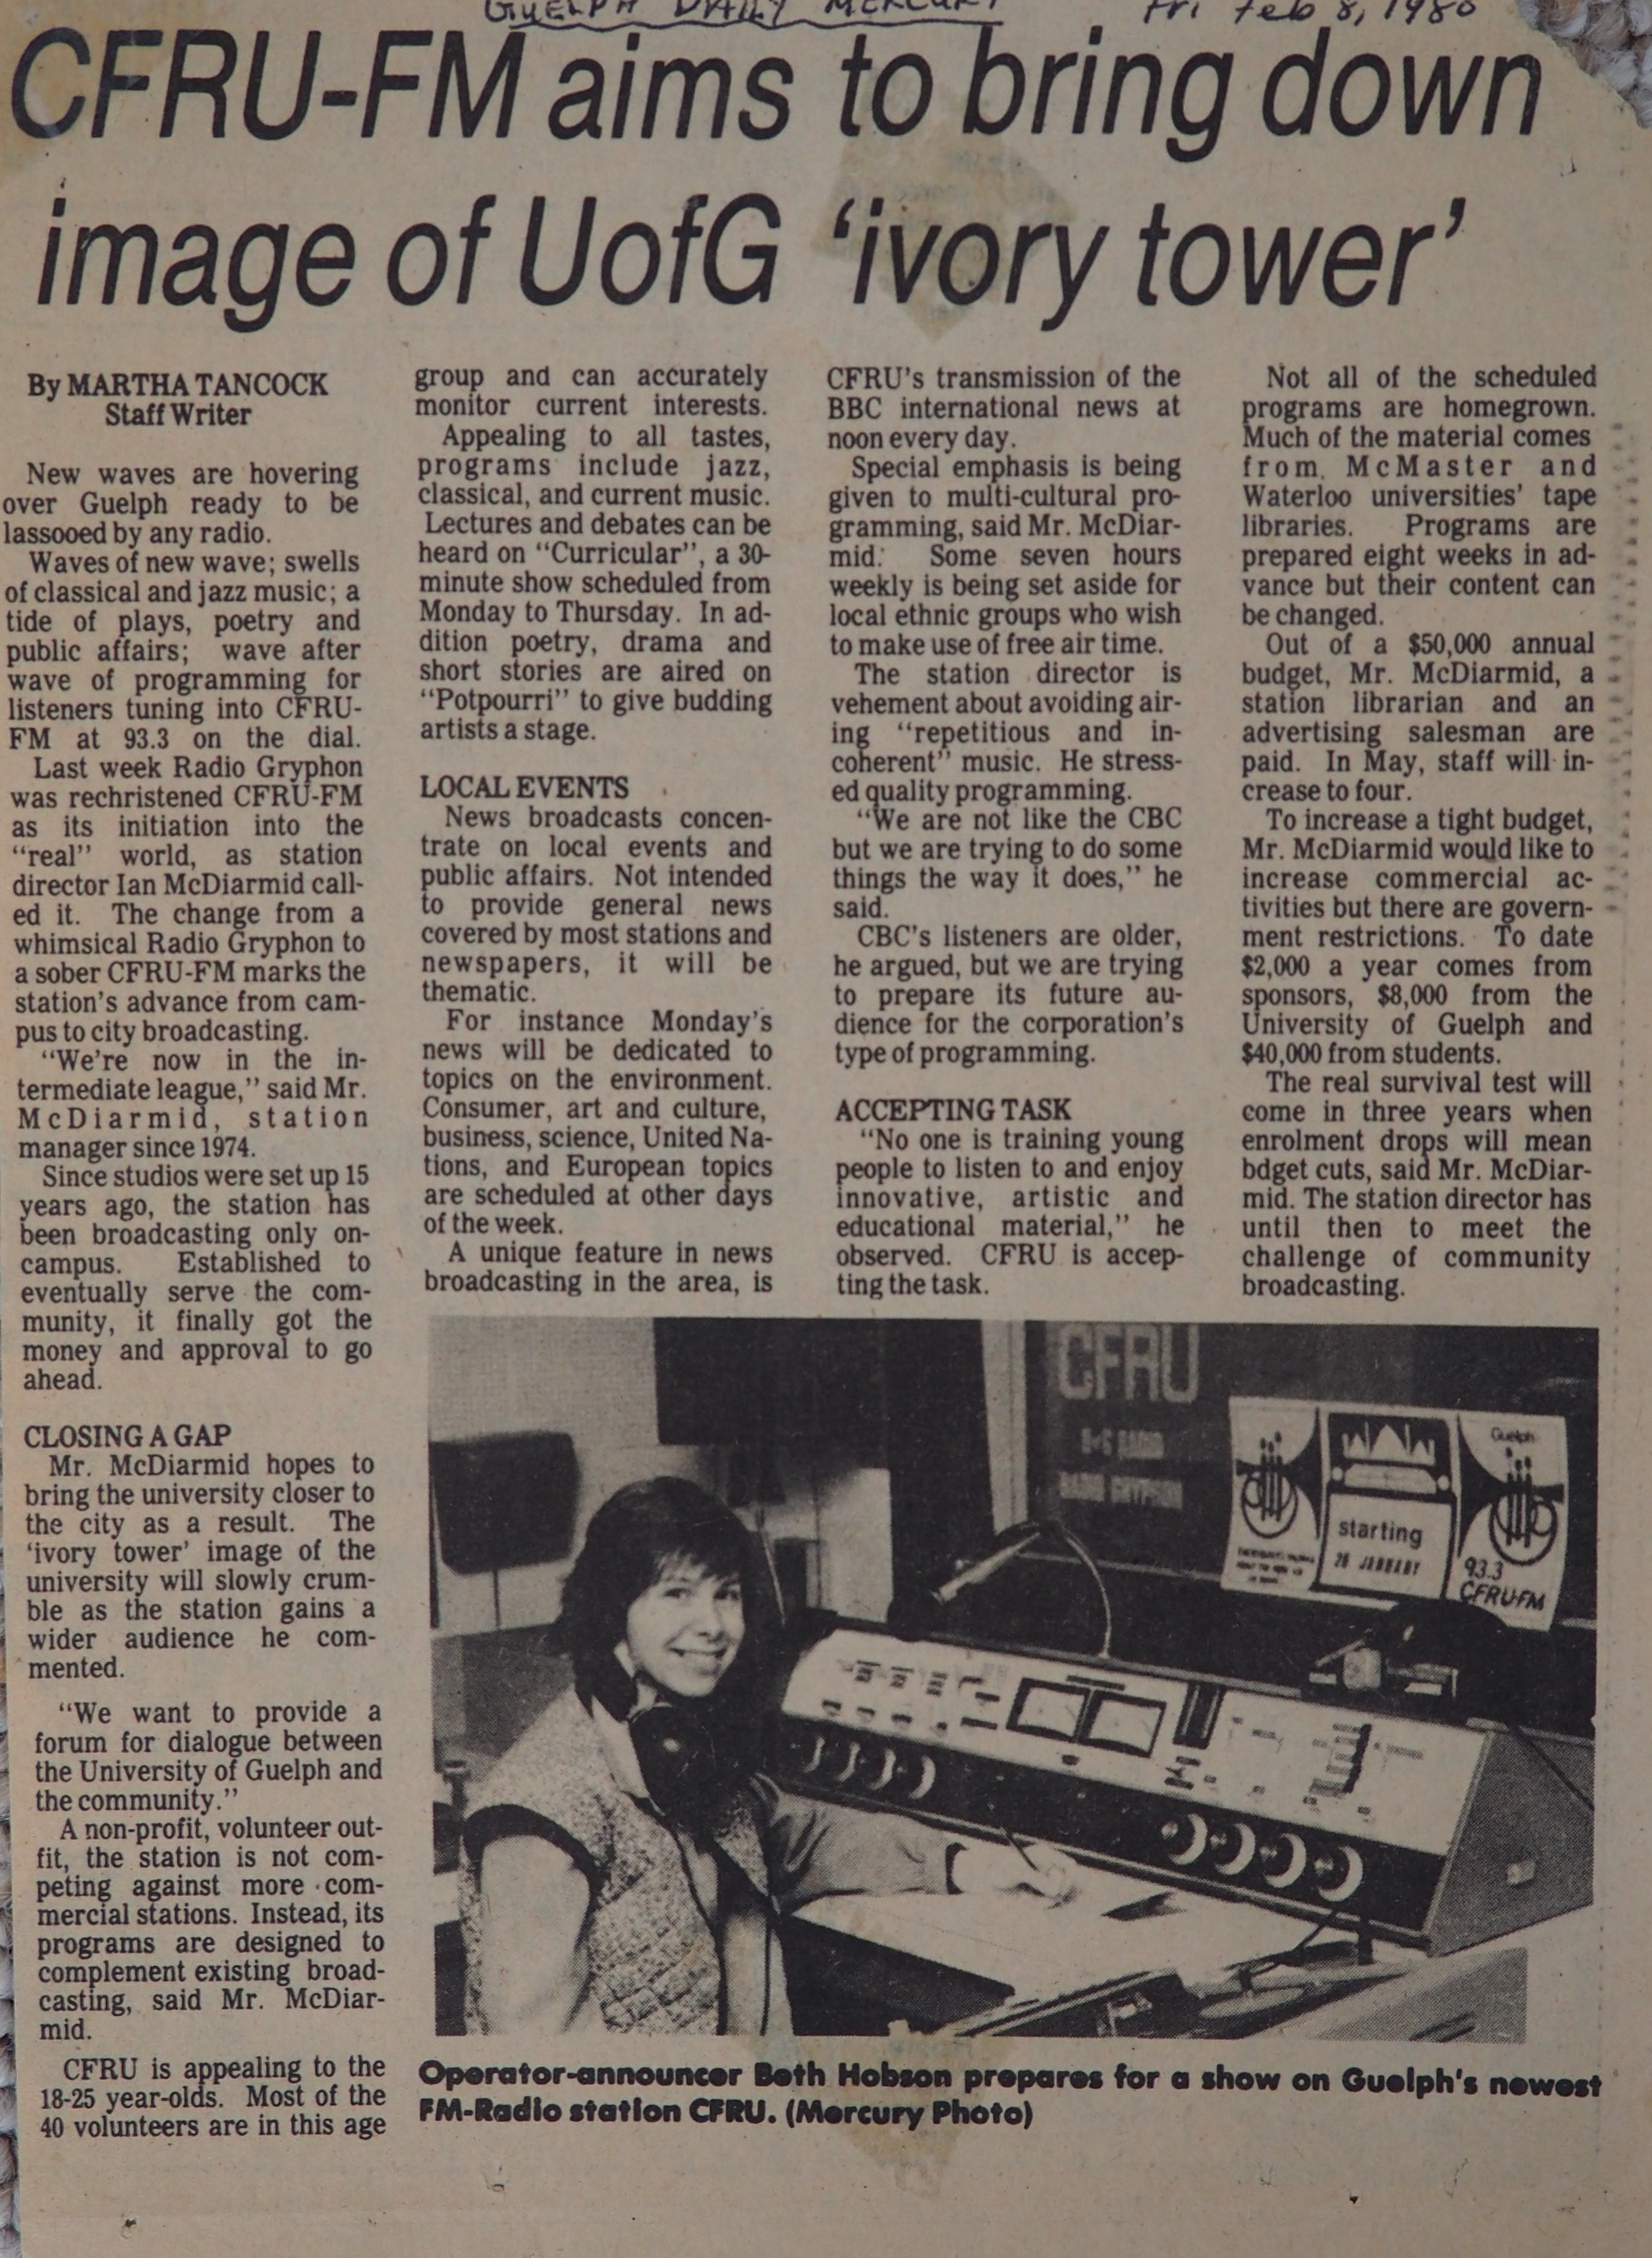 GUELPH DAILY MERCURY Fri Feb 8, 1980
CFRU-FM aims to bring down
image of UofG 'ivory tower'
By MARTHA TANCOCK
Staff Writer
New waves are hovering
over Guelph ready to be
lassooed by any radio.
Waves of new wave; swells
of classical and jazz music; a
tide of plays, poetry and
public affairs; wave after
wave of programming for
listeners tuning into CFRU-
FM at 93.3 on the dial.
Last week Radio Gryphon
was rechristened CFRU-FM
as its initiation into the
"real" world, as station
director Ian McDiarmid call-
ed it. The change from a
whimsical Radio Gryphon to
a sober CFRU-FM marks the
station's advance from cam-
pus to city broadcasting.
"We're now in the in-
termediate league," said Mr.
McDiarmid, station
manager since 1974.
Since studios were set up 15
years ago, the station has
been broadcasting only on-
campus. Established to
eventually serve the com-
munity, it finally got the
money and approval to go
ahead.
CLOSING A GAP
Mr. McDiarmid hopes to
bring the university closer to
the city as a result. The
'ivory tower' image of the
university will slowly crum-
ble as the station gains a
wider audience he com-
mented.
"We want to provide a
forum for dialogue between
the University of Guelph and
the community."
A non-profit, volunteer out-
fit, the station is not com-
peting against more com-
mercial stations. Instead, its
programs are designed to
complement existing broad-
casting, said Mr. McDiar-
mid.
CFRU is appealing to the
18-25 year-olds. Most of the
40 volunteers are in this age
group and can accurately
monitor current interests.
Appealing to all tastes,
programs include jazz,
classical, and current music.
Lectures and debates can be
heard on "Curricular", a 30-
minute show scheduled from
Monday to Thursday. In ad-
dition poetry, drama and
short stories are aired on
"Potpourri" to give budding
artists a stage.
LOCAL EVENTS
News broadcasts concen-
trate on local events and
public affairs. Not intended
to provide general news
covered by most stations and
newspapers, it will be
thematic.
For instance Monday's
news will be dedicated to
topics on the environment.
Consumer, art and culture,
business, science, United Na-
tions, and European topics
are scheduled at other days
of the week.
A unique feature in news
broadcasting in the area, is
CFRU's transmission of the
BBC international news at
noon every day.
Special emphasis is being
given to multi-cultural pro-
gramming, said Mr. McDiar-
mid. Some seven hours
weekly is being set aside for
local ethnic groups who wish
to make use of free air time.
The station director is
vehement about avoiding air-
ing "repetitious and in-
coherent" music. He stress-
ed quality programming.
"We are not like the CBC
but we are trying to do some
things the way it does," he
said.
CBC's listeners are older,
he argued, but we are trying
to prepare its future au-
dience for the corporation's
type of programming.
ACCEPTING TASK
"No one is training young
people to listen to and enjoy
innovative, artistic and
educational material," he
observed. CFRU is accep-
ting the task.
Not all of the scheduled
programs are homegrown.
Much of the material comes
from McMaster and
Waterloo universities' tape
libraries. Programs are
prepared eight weeks in ad-
vance but their content can
be changed.
Out of a $50,000 annual
budget, Mr. McDiarmid, a
station librarian and an
advertising salesman are
paid. In May, staff will in-
crease to four.
To increase a tight budget,
Mr. McDiarmid would like to
increase commercial ac-
tivities but there are govern-
ment restrictions. To date
$2,000 a year comes from
sponsors, $8,000 from the
University of Guelph and
$40,000 from students.
The real survival test will
come in three years when
enrolment drops will mean
bdget cuts, said Mr. McDiar-
mid. The station director has
until then to meet the
challenge of community
broadcasting.
CFRU
RADIO
RADIO GRYPHON
Guelph
starting
28 JANUARY
93.3
CFRU-FM
Operator-announcer Beth Hobson prepares for a show on Guelph's newest
FM-Radio station CFRU. (Mercury Photo)